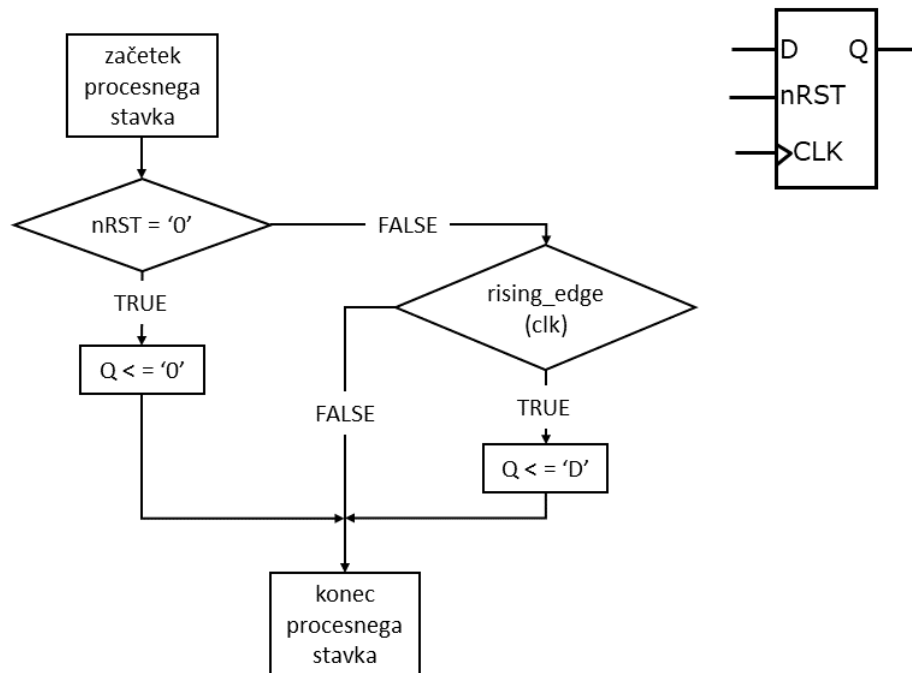 začetek
procesnega
stavka
D Q
nRST
CLK
nRST = ‘0’
FALSE
TRUE
rising_edge
(clk)
Q < = ‘0’
FALSE
TRUE
Q < = ‘D’
konec
procesnega
stavka